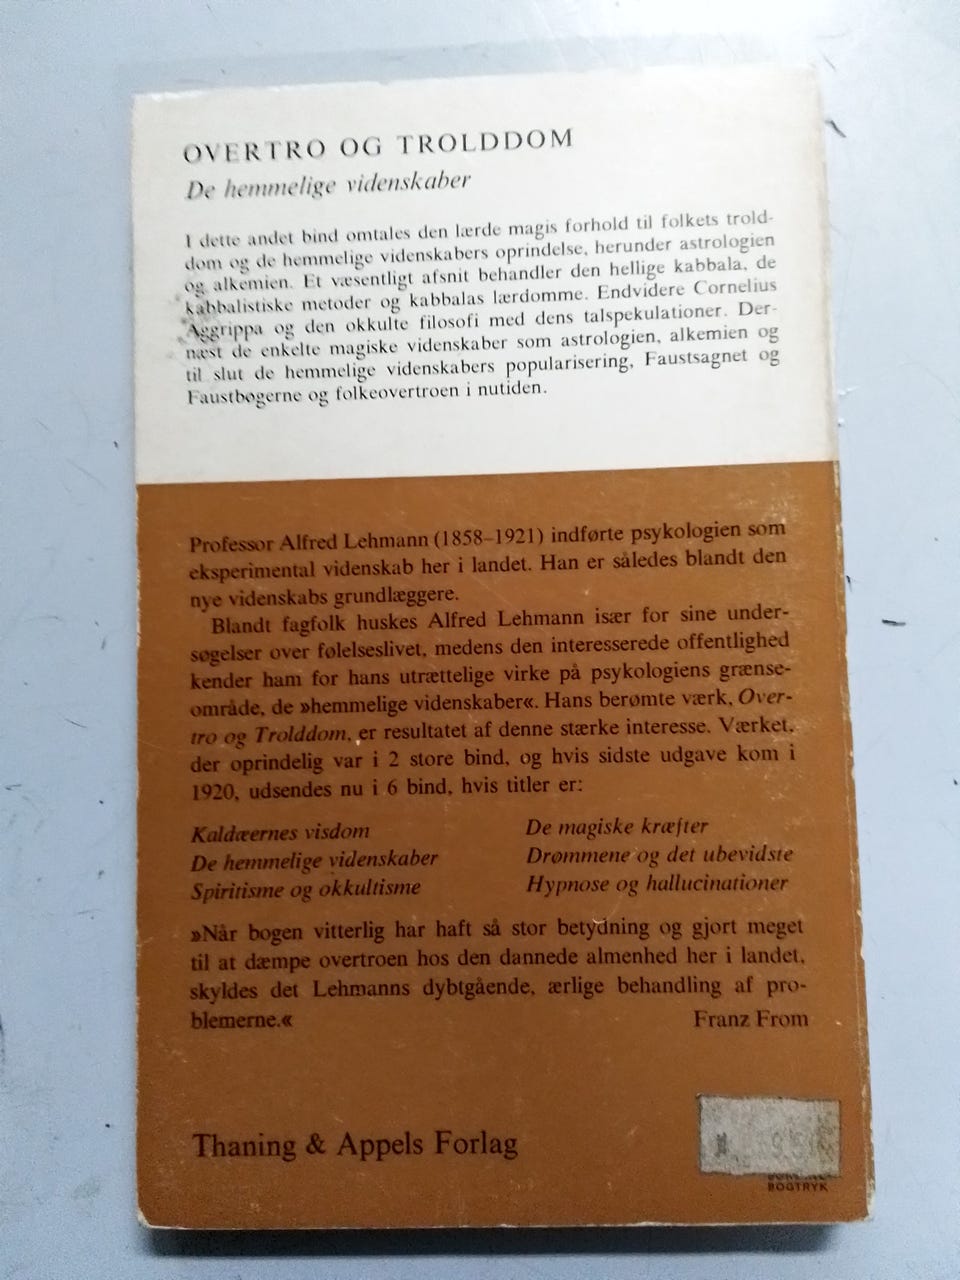 OVERTRO OG TROLDDOM
De hemmelige videnskaber
I dette andet bind omtales den lærde magis forhold til folkets trold-
dom og de hemmelige videnskabers oprindelse, herunder astrologien
og alkemien. Et væsentligt afsnit behandler den hellige kabbala, de
kabbalistiske metoder og kabbalas lærdomme. Endvidere Cornelius
Aggrippa og den okkulte filosofi med dens talspekulationer. Der-
næst de enkelte magiske videnskaber som astrologien, alkemien og
til slut de hemmelige videnskabers popularisering, Faustsagnet og
Faustbøgerne og folkeovertroen i nutiden.
Professor Alfred Lehmann (1858–1921) indførte psykologien som
eksperimental videnskab her i landet. Han er således blandt den
nye videnskabs grundlæggere.
Blandt fagfolk huskes Alfred Lehmann især for sine under-
søgelser over følelseslivet, medens den interesserede offentlighed
kender ham for hans utrættelige virke på psykologiens grænse-
område, de »hemmelige videnskaber«. Hans berømte værk, Over-
tro og Trolddom, er resultatet af denne stærke interesse. Værket,
der oprindelig var i 2 store bind, og hvis sidste udgave kom i
1920, udsendes nu i 6 bind, hvis titler er:
Kaldæernes visdom
De hemmelige videnskaber
Spiritisme og okkultisme
De magiske kræfter
Drømmene og det ubevidste
Hypnose og hallucinationer
»Når bogen vitterlig har haft så stor betydning og gjort meget
til at dæmpe overtroen hos den dannede almenhed her i landet,
skyldes det Lehmanns dybtgående, ærlige behandling af pro-
blemerne.« Franz From
Thaning & Appels Forlag
BOGTRYK